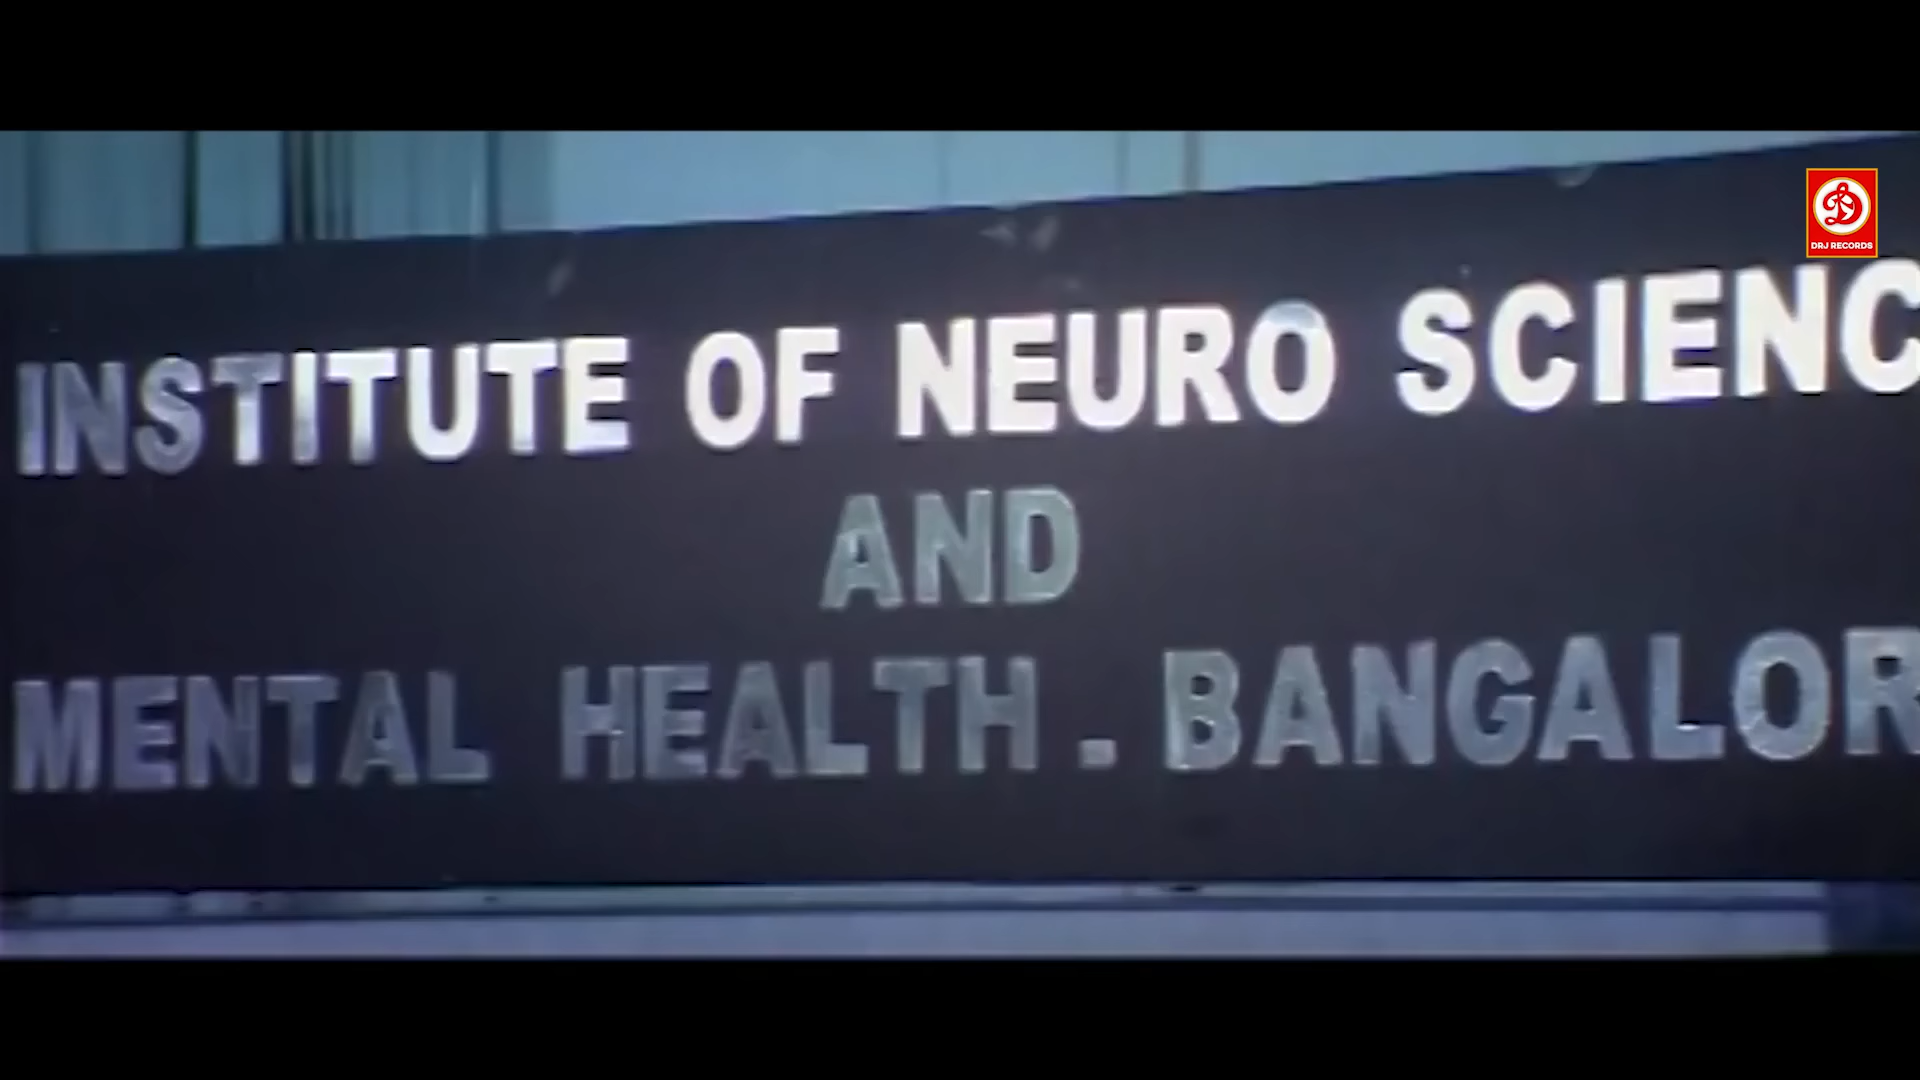 DRJ RECORDS
INSTITUTE OF NEURO SCIENC
AND
MENTAL HEALTH. BANGALOR